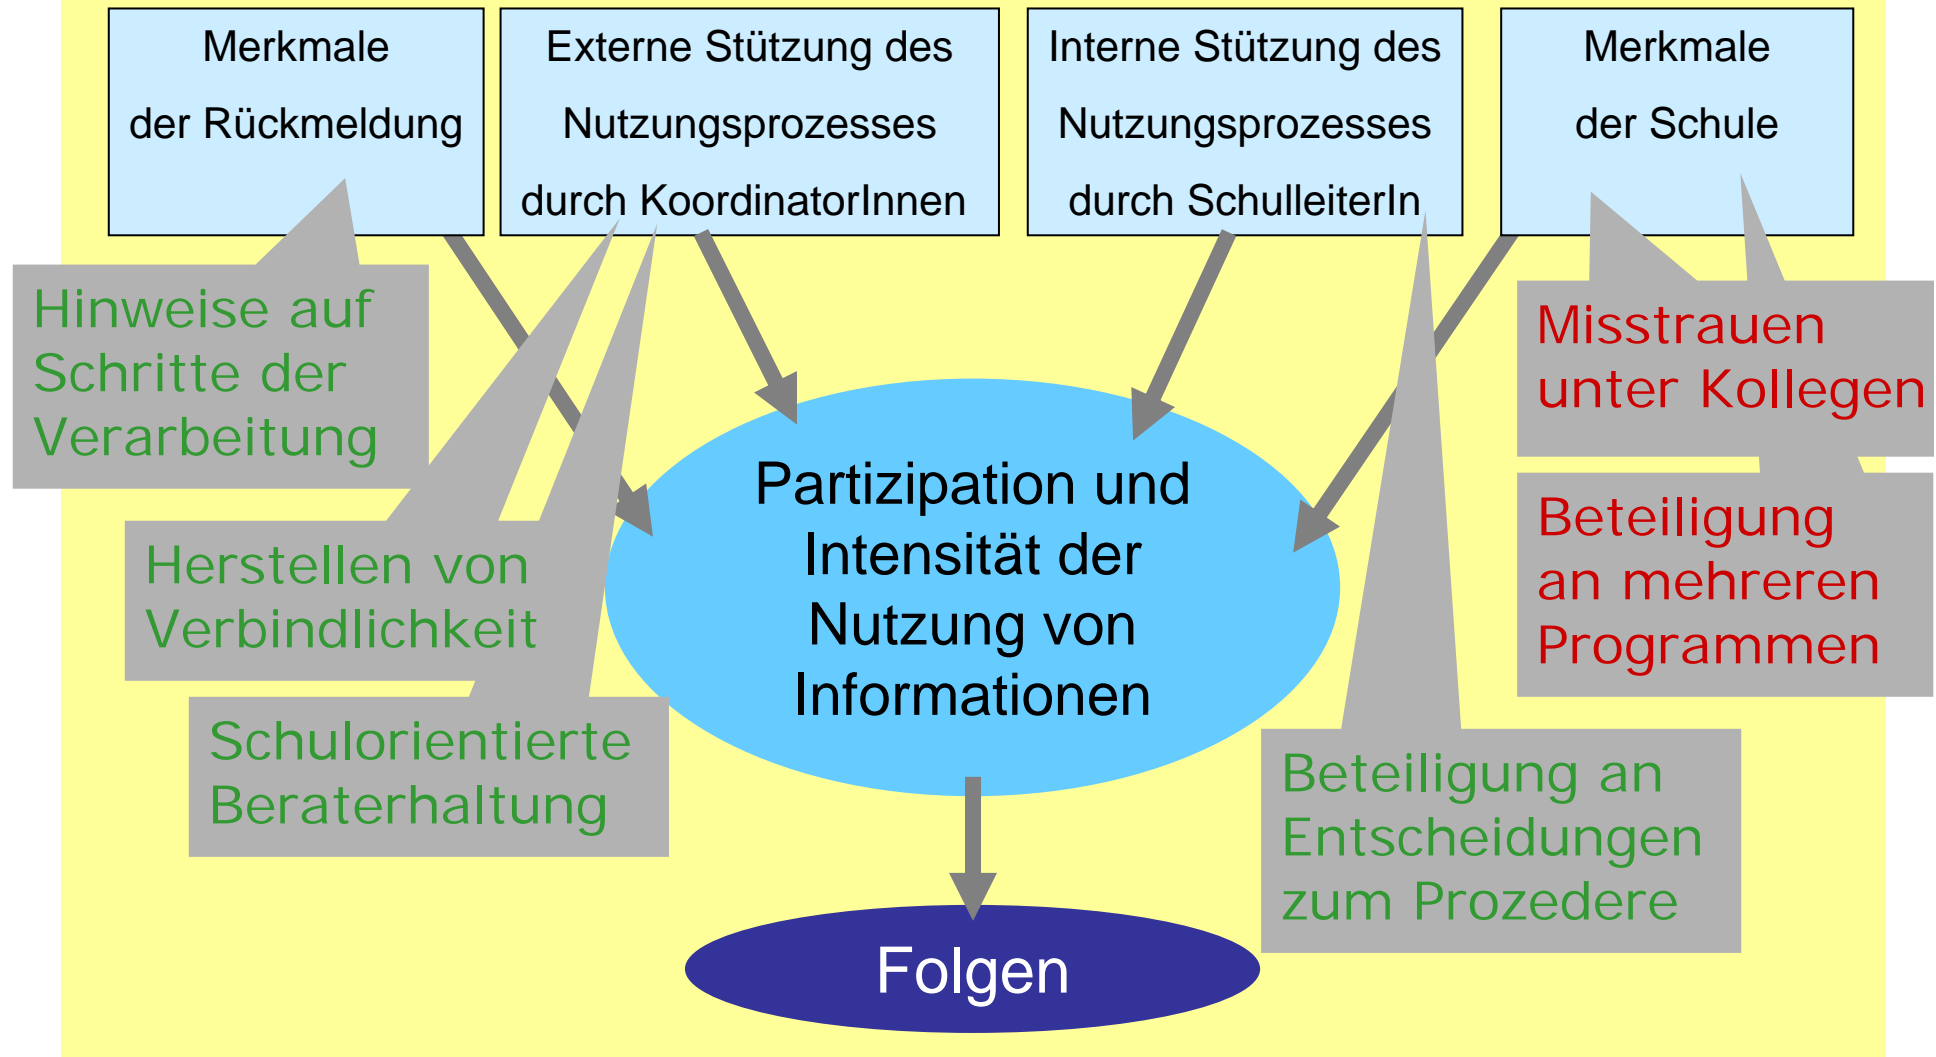 Merkmale
der Rückmeldung
Externe Stützung des
Nutzungsprozesses
durch KoordinatorInnen
Interne Stützung des
Nutzungsprozesses
durch SchulleiterIn
Merkmale
der Schule
Hinweise auf
Schritte der
Verarbeitung
Herstellen von
Verbindlichkeit
Schulorientierte
Beraterhaltung
Partizipation und
Intensität der
Nutzung von
Informationen
Misstrauen
unter Kollegen
Beteiligung
an mehreren
Programmen
Beteiligung an
Entscheidungen
zum Prozedere
Folgen